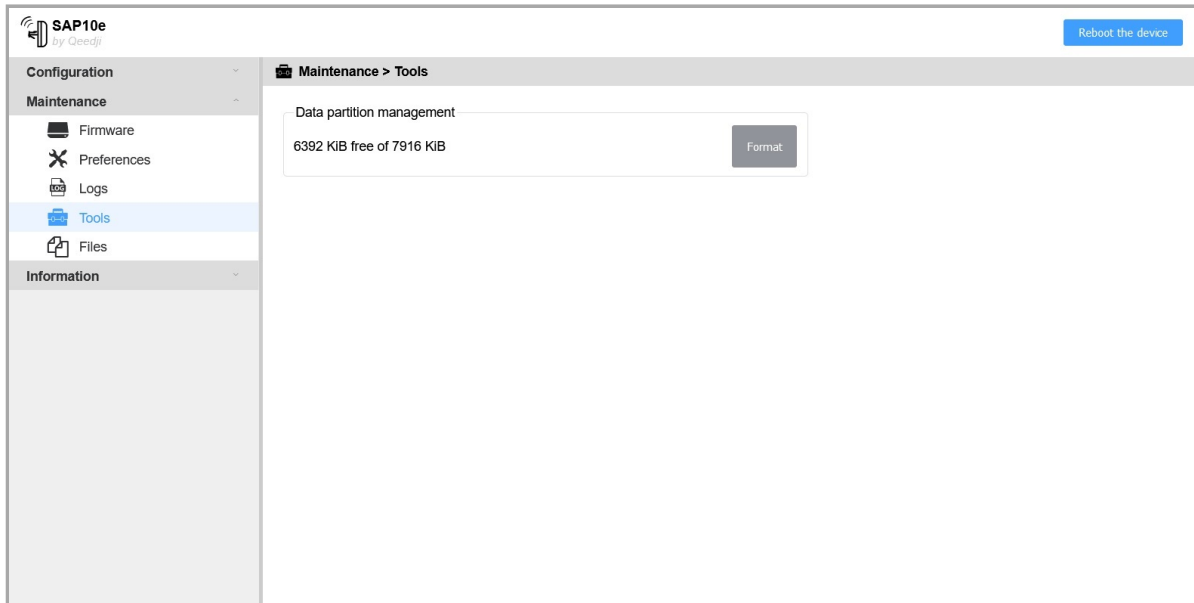 SAP10e
by Qeedji
Reboot the device
Configuration
Maintenance
Firmware
Preferences
LOG
Logs
Tools
Files
Information
Maintenance > Tools
Data partition management
6392 KiB free of 7916 KiB
Format